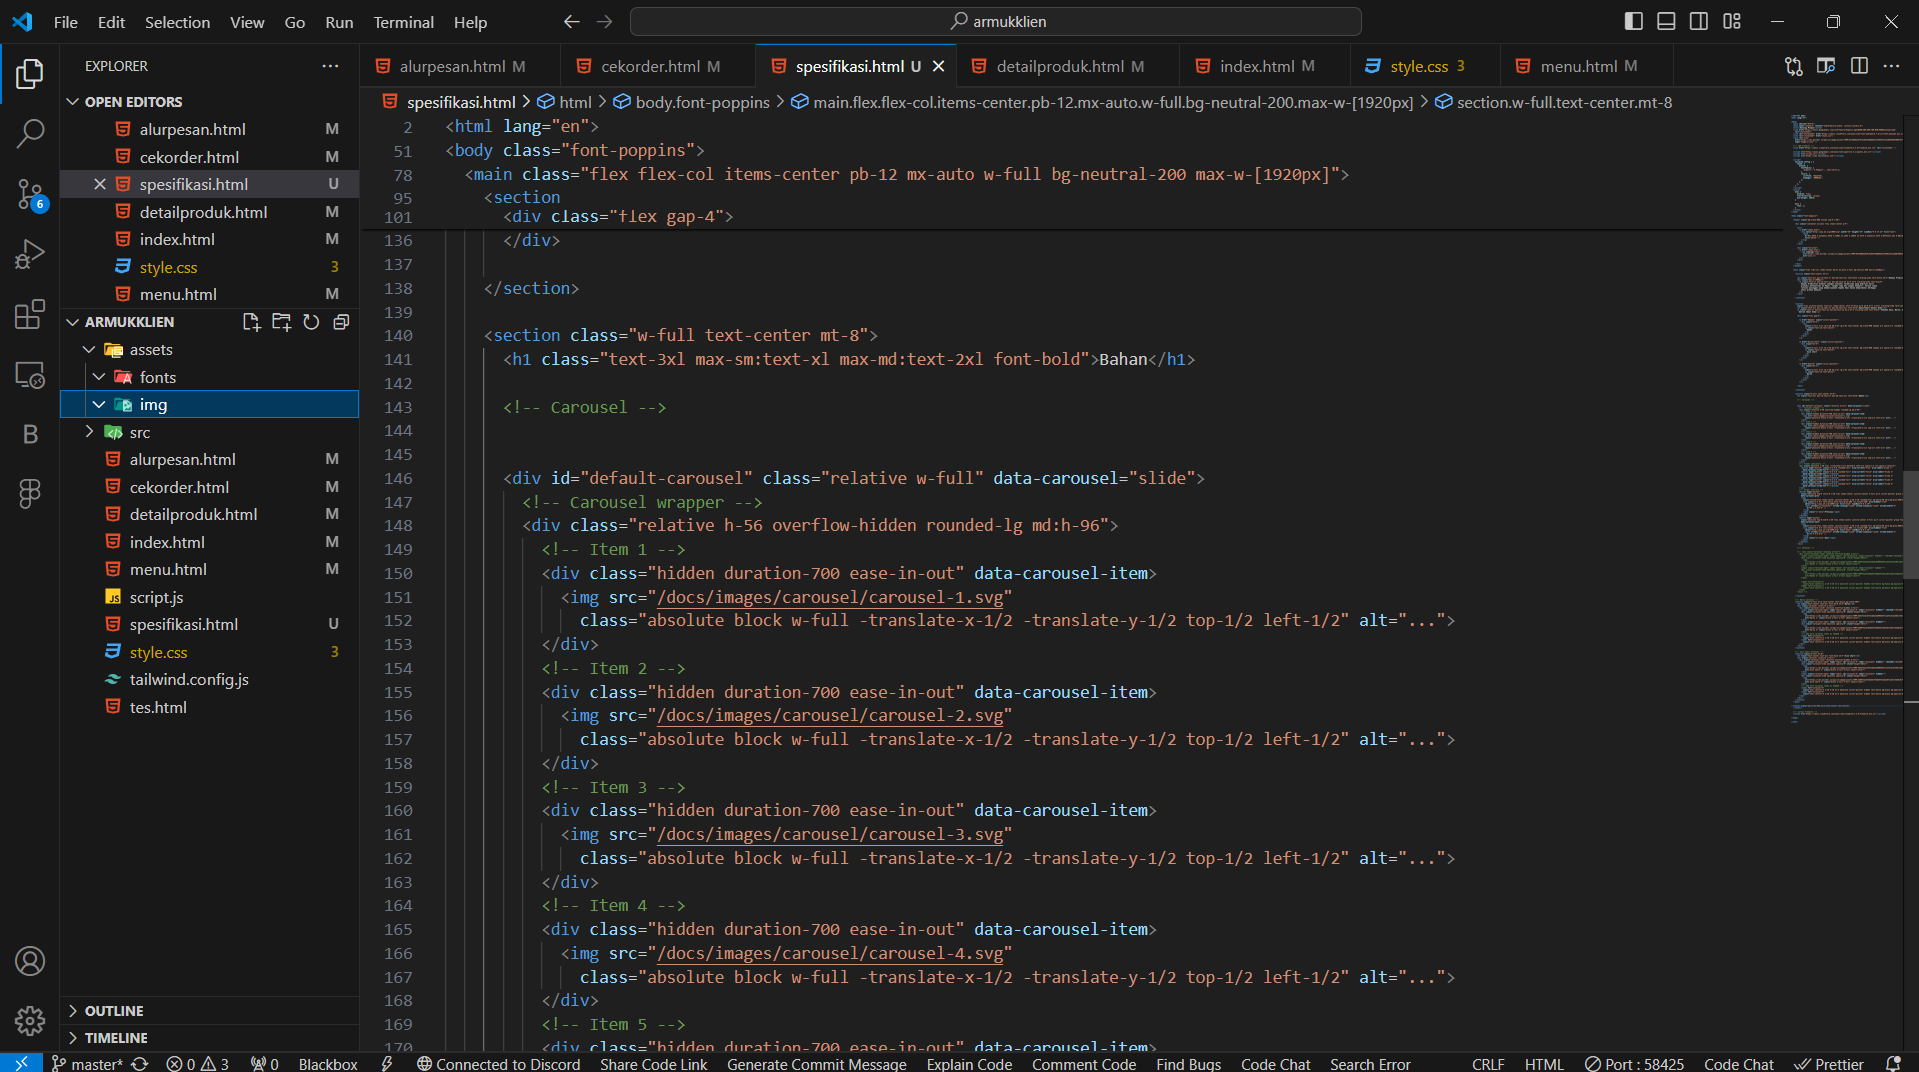 File Edit Selection View Go Run Terminal Help
armukklien
EXPLORER
OPEN EDITORS
alurpesan.html M
cekorder.html M
spesifikasi.html U
detailproduk.html M
index.html M
style.css 3
menu.html M
ARMUKKLIEN
assets
fonts
img
src
alurpesan.html M
cekorder.html M
detailproduk.html M
index.html M
menu.html M
script.js
spesifikasi.html U
style.css 3
tailwind.config.js
tes.html
OUTLINE
TIMELINE
alurpesan.html M cekorder.html M spesifikasi.html U detailproduk.html M index.html M style.css 3 menu.html M
spesifikasi.html > html > body.font-poppins > main.flex.flex-col.items-center.pb-12.mx-auto.w-full.bg-neutral-200.max-w-[1920px] > section.w-full.text-center.mt-8
2 <html lang="en">
51 <body class="font-poppins">
78 <main class="flex flex-col items-center pb-12 mx-auto w-full bg-neutral-200 max-w-[1920px]">
95 <section
101 <div class="flex gap-4">
136 </div>
137
138 </section>
139
140 <section class="w-full text-center mt-8">
141 <h1 class="text-3xl max-sm:text-xl max-md:text-2xl font-bold">Bahan</h1>
142
143 <!-- Carousel -->
144
145
146 <div id="default-carousel" class="relative w-full" data-carousel="slide">
147 <!-- Carousel wrapper -->
148 <div class="relative h-56 overflow-hidden rounded-lg md:h-96">
149 <!-- Item 1 -->
150 <div class="hidden duration-700 ease-in-out" data-carousel-item>
151 <img src="/docs/images/carousel/carousel-1.svg"
152 class="absolute block w-full -translate-x-1/2 -translate-y-1/2 top-1/2 left-1/2" alt="...">
153 </div>
154 <!-- Item 2 -->
155 <div class="hidden duration-700 ease-in-out" data-carousel-item>
156 <img src="/docs/images/carousel/carousel-2.svg"
157 class="absolute block w-full -translate-x-1/2 -translate-y-1/2 top-1/2 left-1/2" alt="...">
158 </div>
159 <!-- Item 3 -->
160 <div class="hidden duration-700 ease-in-out" data-carousel-item>
161 <img src="/docs/images/carousel/carousel-3.svg"
162 class="absolute block w-full -translate-x-1/2 -translate-y-1/2 top-1/2 left-1/2" alt="...">
163 </div>
164 <!-- Item 4 -->
165 <div class="hidden duration-700 ease-in-out" data-carousel-item>
166 <img src="/docs/images/carousel/carousel-4.svg"
167 class="absolute block w-full -translate-x-1/2 -translate-y-1/2 top-1/2 left-1/2" alt="...">
168 </div>
169 <!-- Item 5 -->
170 <div class="hidden duration-700 ease-in-out" data-carousel-item>
6
B
master* 0 3 0 Blackbox Connected to Discord Share Code Link Generate Commit Message Explain Code Comment Code Find Bugs Code Chat Search Error CRLF HTML Port : 58425 Code Chat Prettier